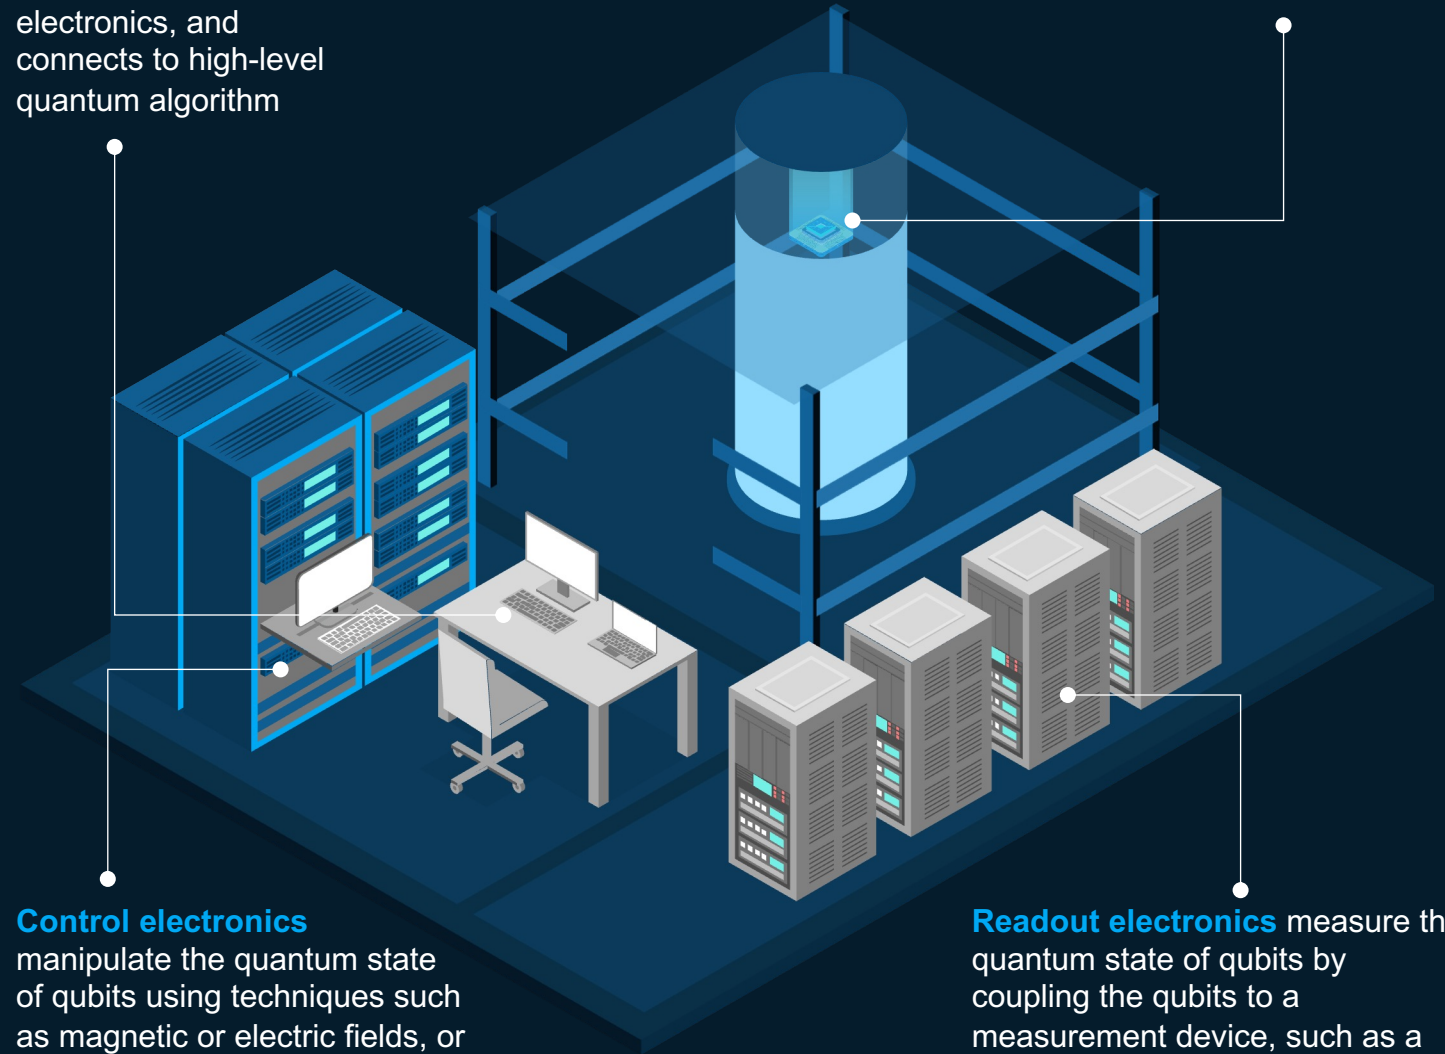 electronics, and
connects to high-level
quantum algorithm
Control electronics
manipulate the quantum state
of qubits using techniques such
as magnetic or electric fields, or
Readout electronics measure th
quantum state of qubits by
coupling the qubits to a
measurement device, such as a